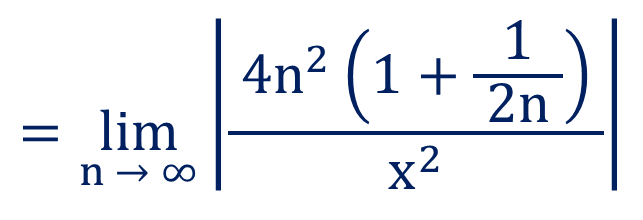 = lim n → ∞ | 4n² (1 + 1/2n) / x² |